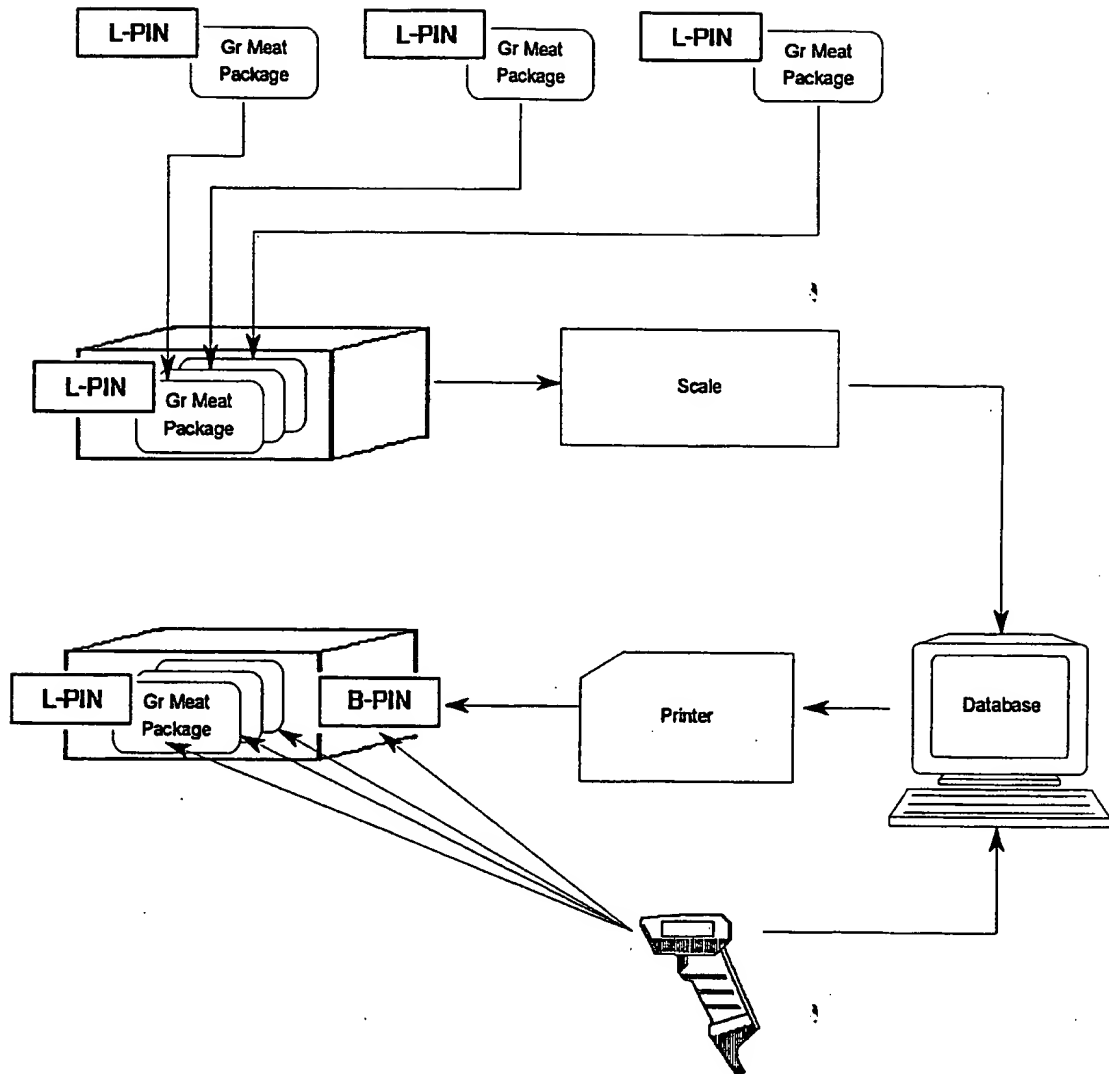 L-PIN
Gr Meat
Package
L-PIN
Gr Meat
Package
L-PIN
Gr Meat
Package
L-PIN
Gr Meat
Package
Scale
L-PIN
Gr Meat
Package
B-PIN
Printer
Database